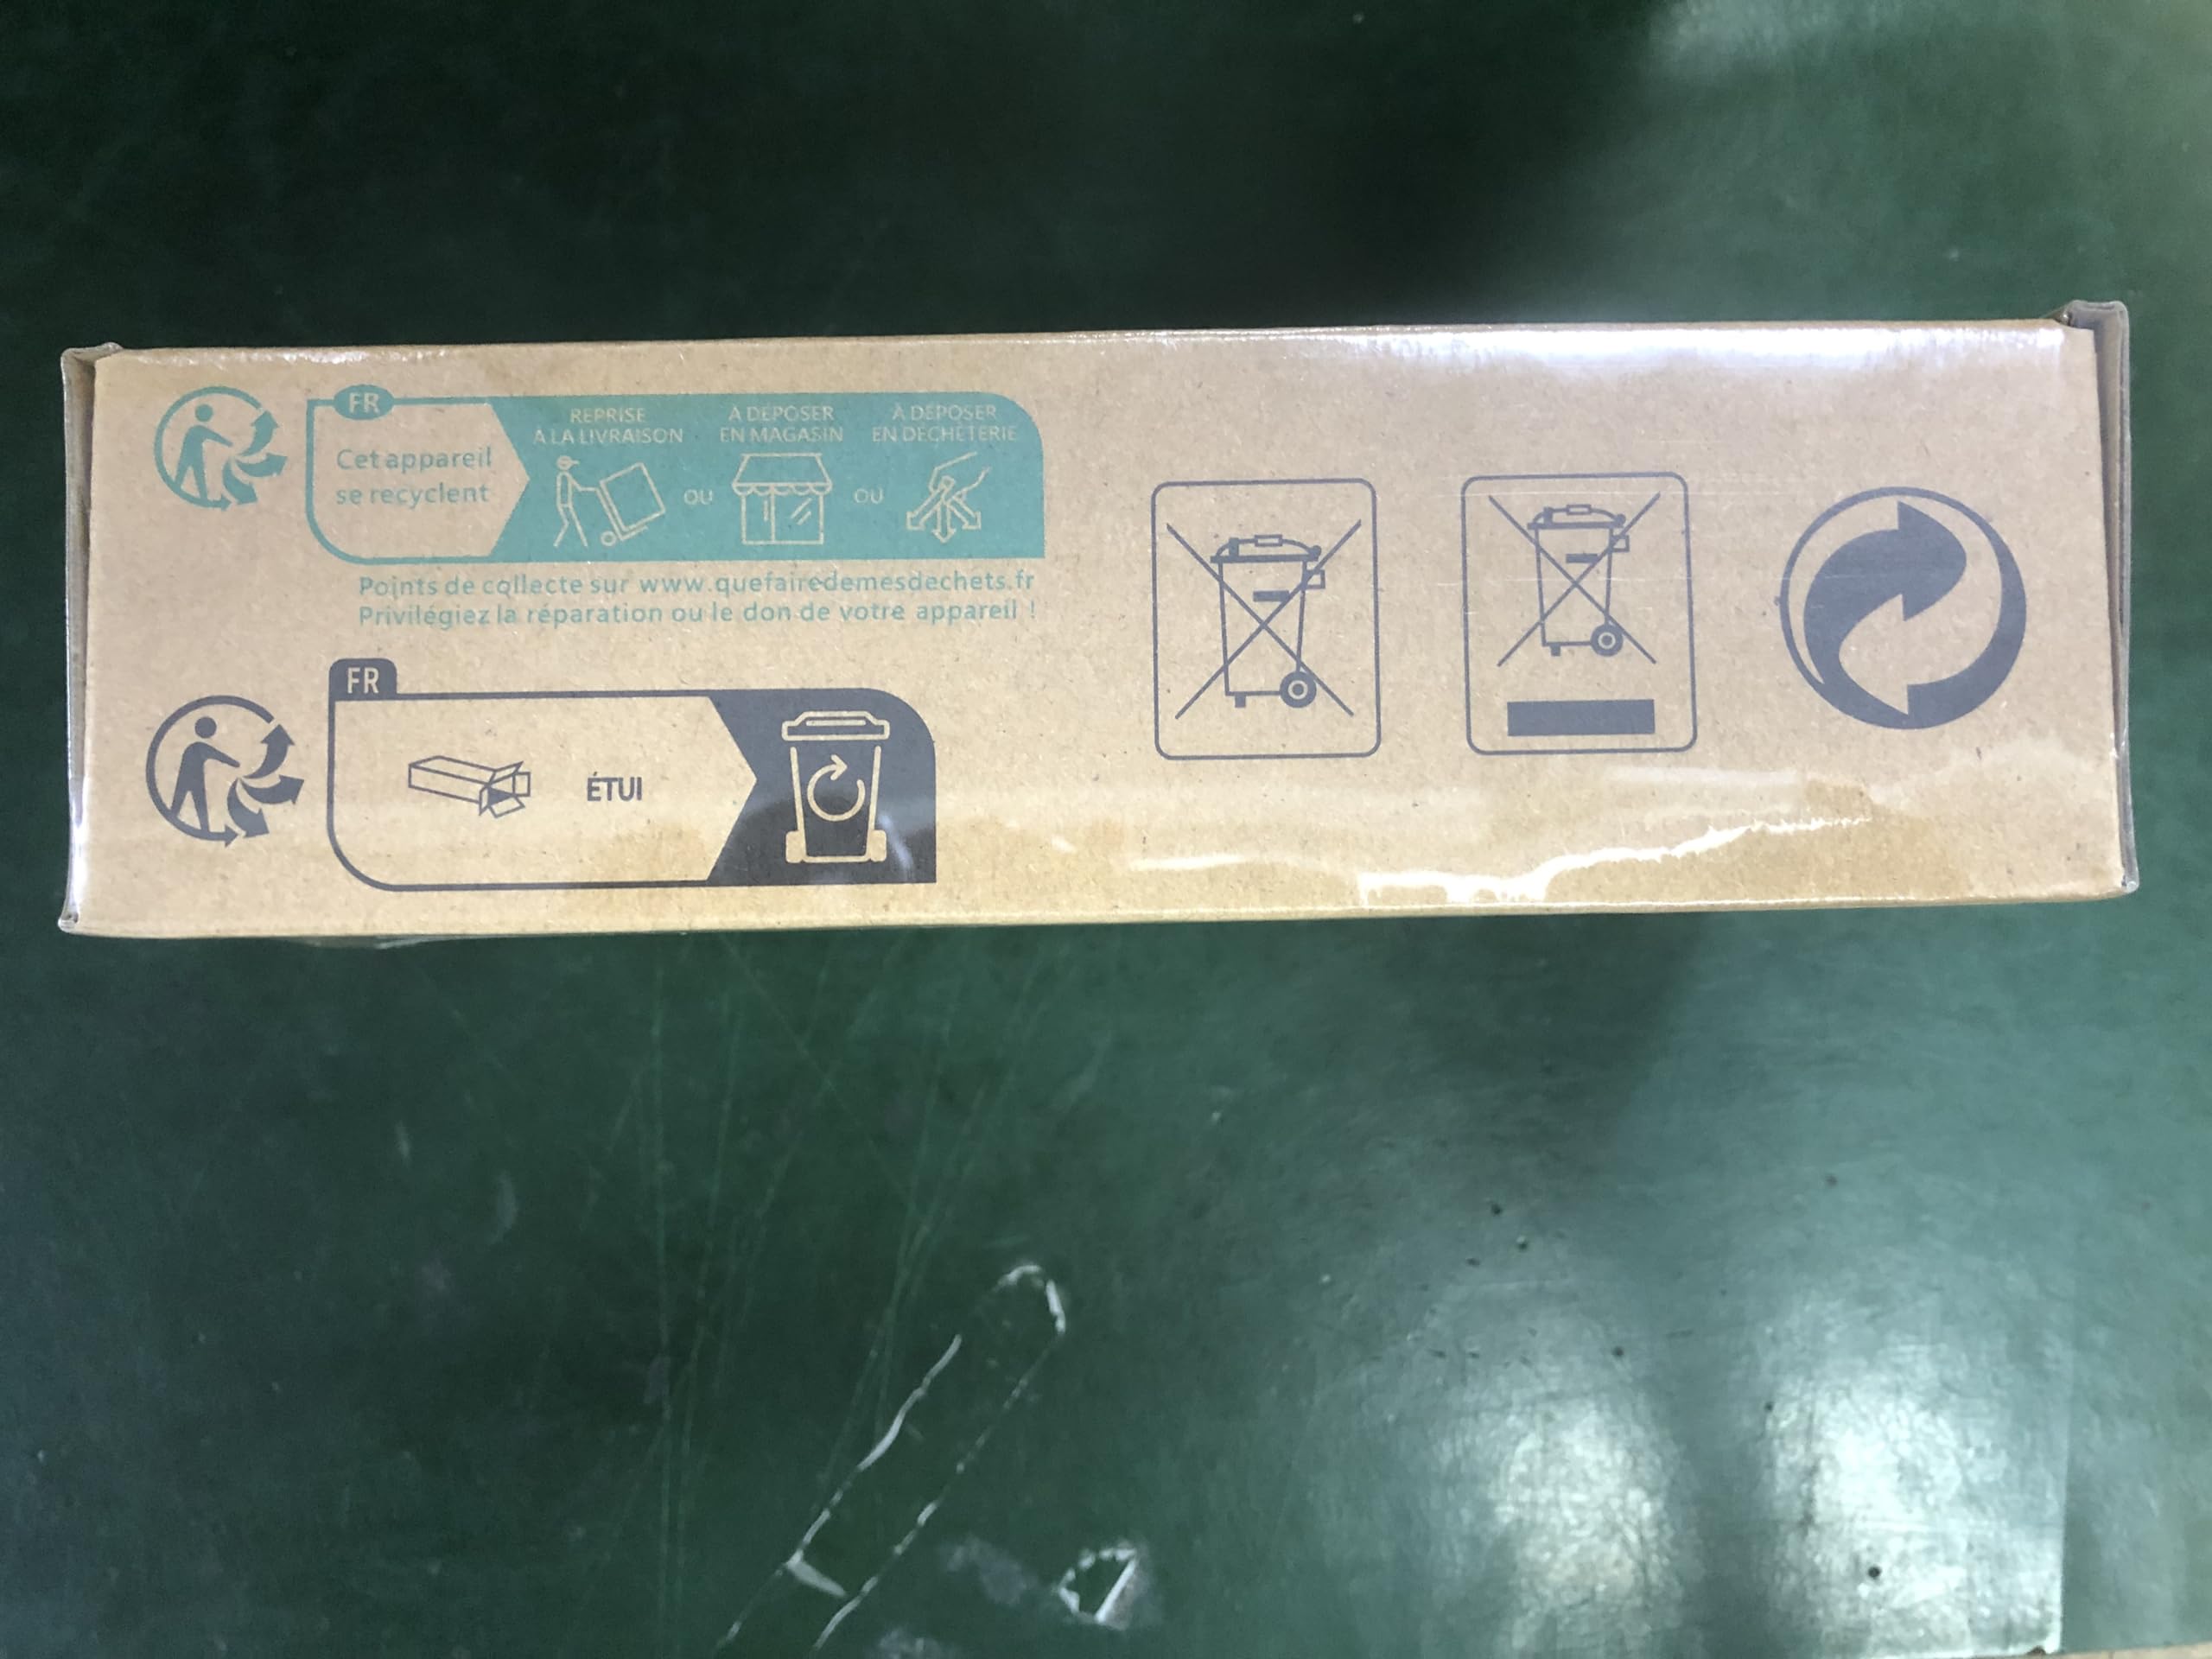 FR
Cet appareil
se recyclent
REPRISE
À LA LIVRAISON
OU
À DÉPOSER
EN MAGASIN
OU
À DÉPOSER
EN DÉCHÈTERIE
Points de collecte sur www.quefairedemesdechets.fr
Privilégiez la réparation ou le don de votre appareil !
FR
ÉTUI